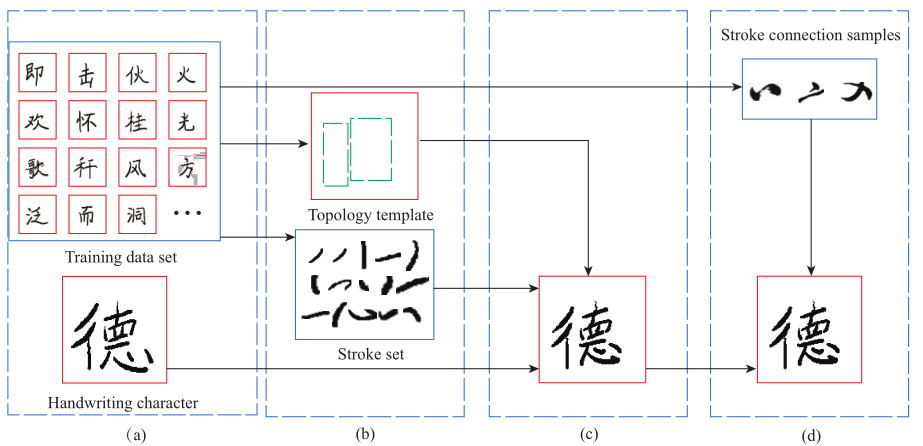 即 击 伙 火
欢 怀 桂 光
歌 秆 风 方
泛 而 洞 ···
Training data set
德
Handwriting character
(a)
Topology template
Stroke set
(b)
德
(c)
Stroke connection samples
德
(d)